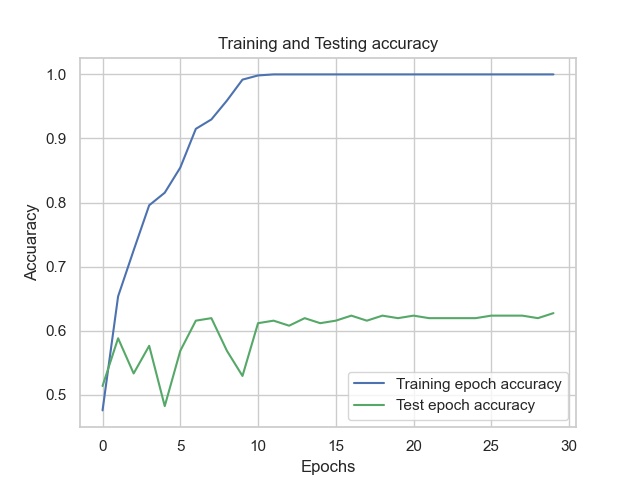 Training and Testing accuracy
1.0
0.9
0.8
0.7
0.6
0.5
Accuaracy
Training epoch accuracy
Test epoch accuracy
0 5 10 15 20 25 30
Epochs